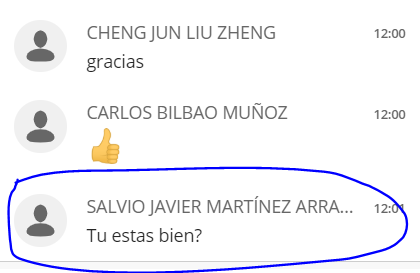 CHENG JUN LIU ZHENG 12:00
gracias
CARLOS BILBAO MUÑOZ 12:00
👍
SALVIO JAVIER MARTÍNEZ ARRA... 12:01
Tu estas bien?